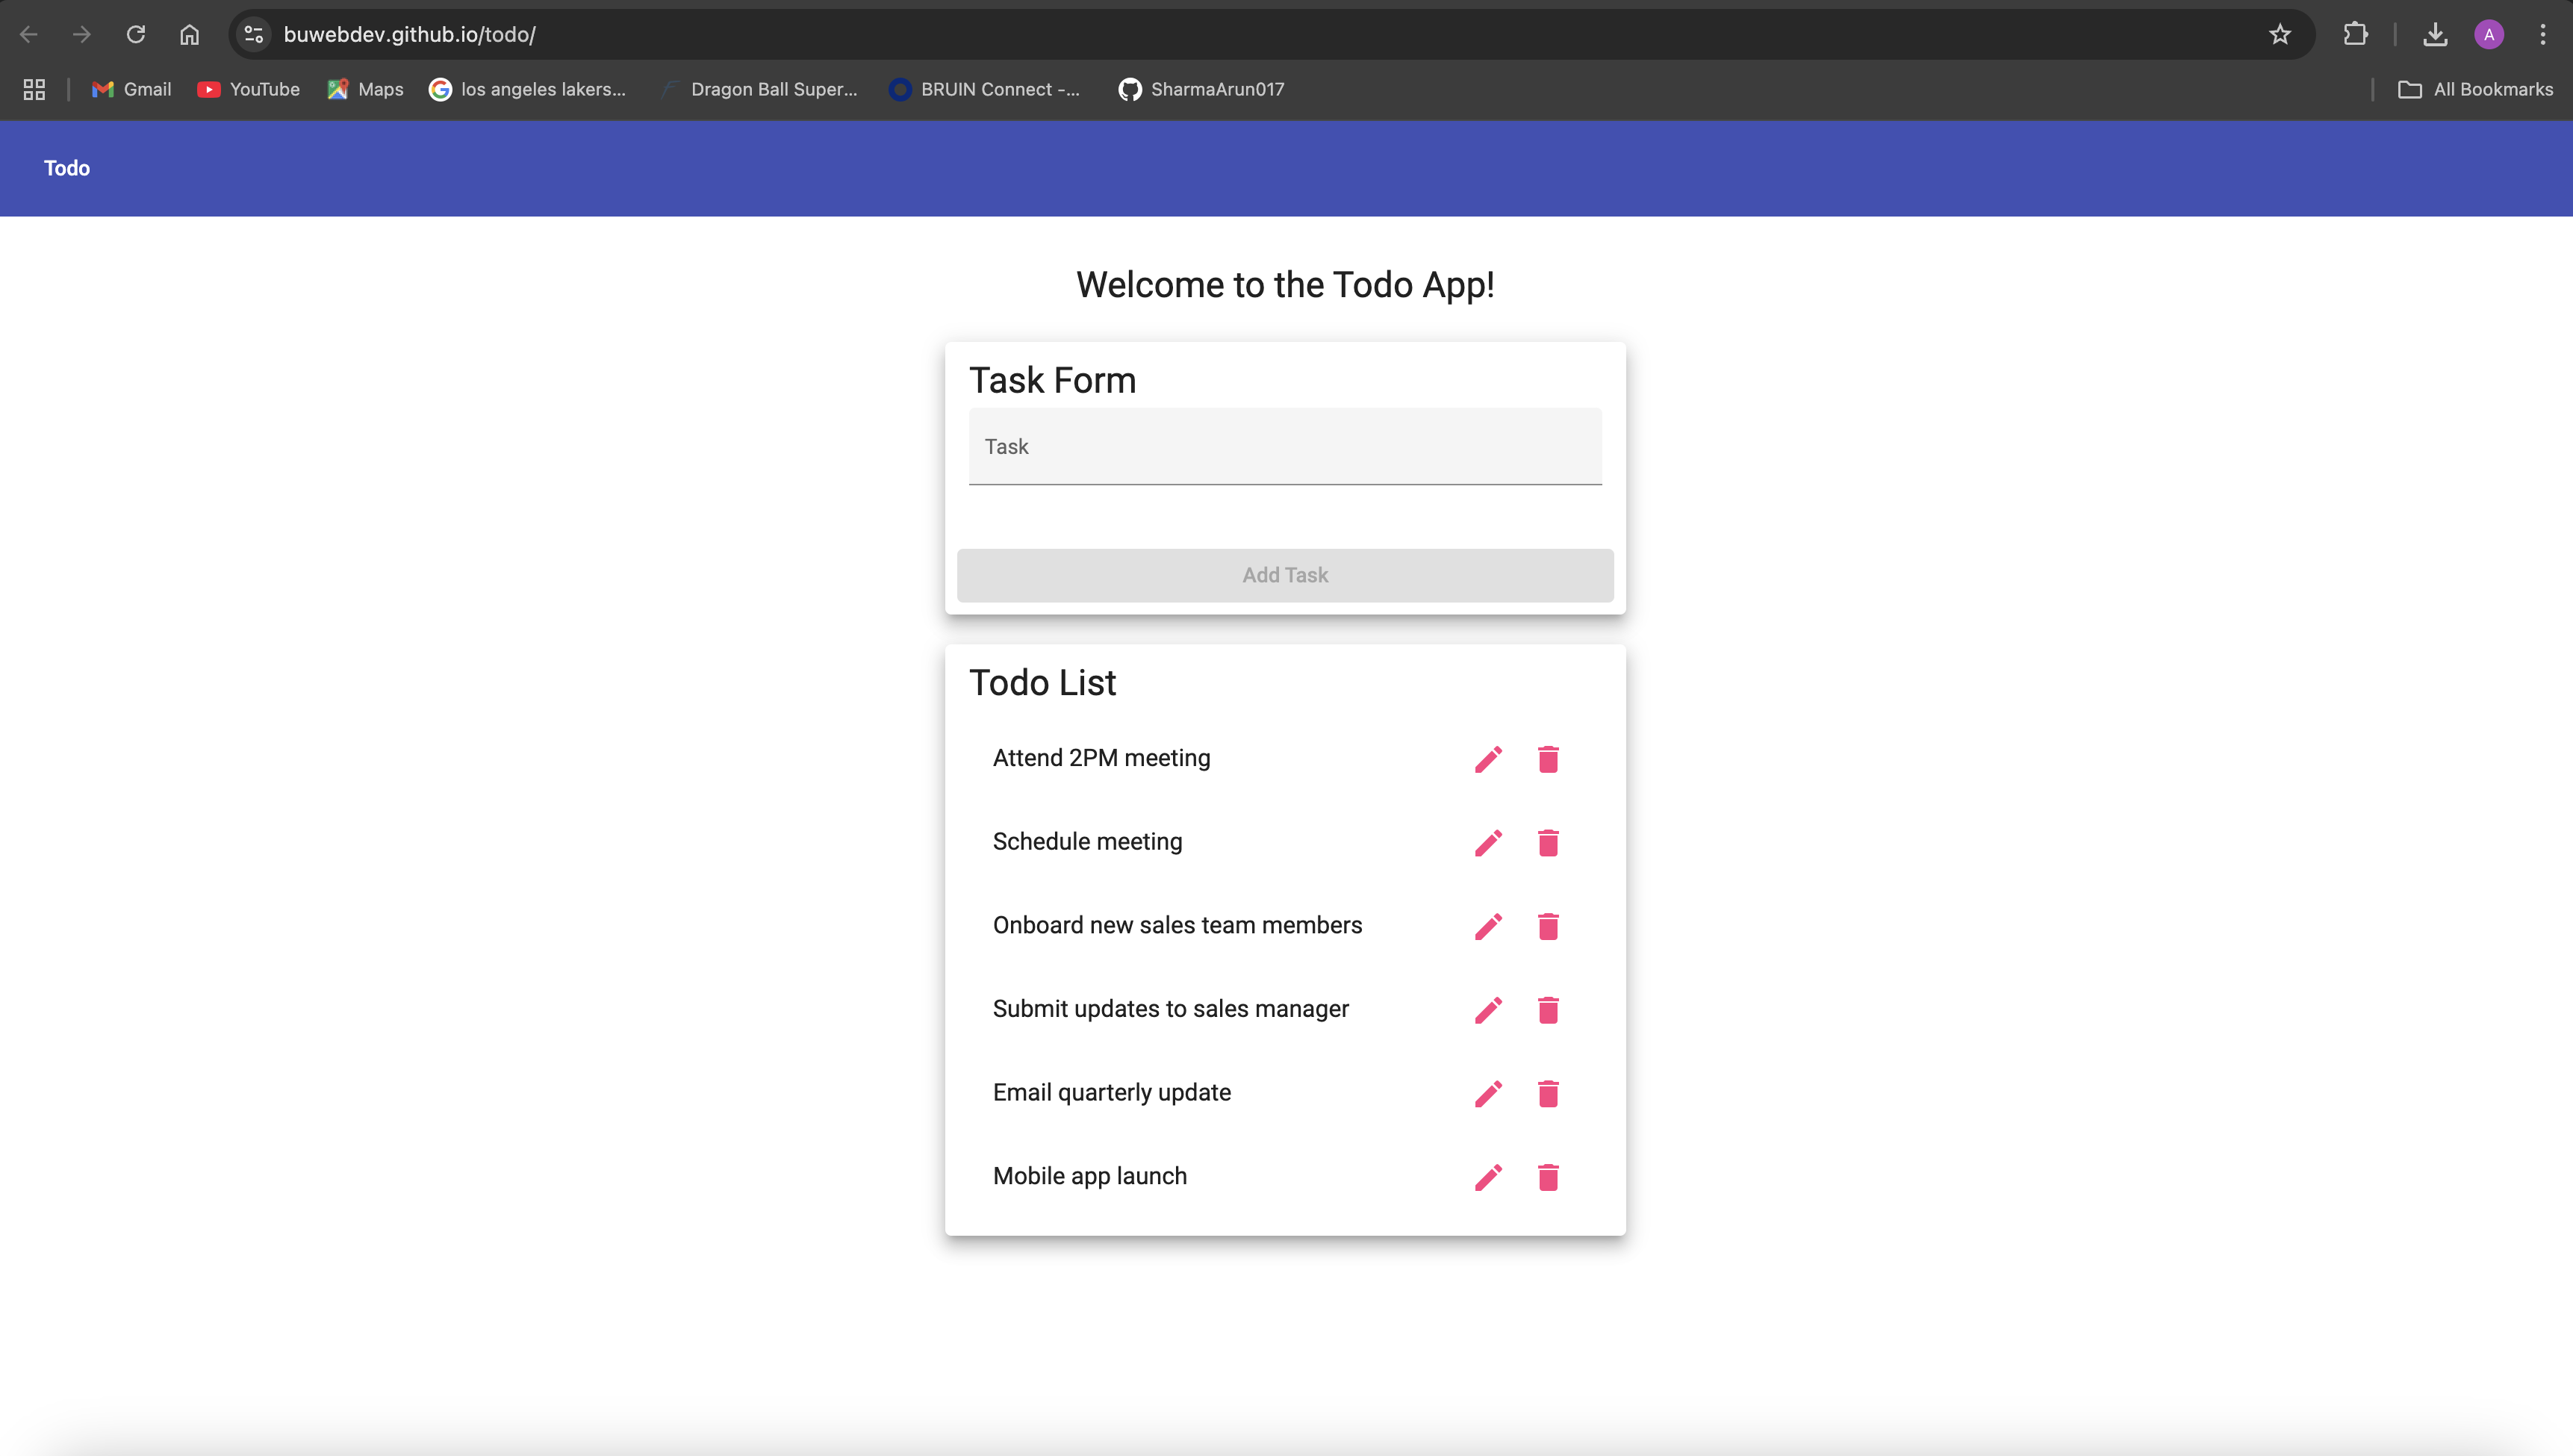 buwebdev.github.io/todo/
A
Gmail YouTube Maps los angeles lakers... Dragon Ball Super... BRUIN Connect -... SharmaArun017 All Bookmarks
Todo
Welcome to the Todo App!
Task Form
Task
Add Task
Todo List
Attend 2PM meeting
Schedule meeting
Onboard new sales team members
Submit updates to sales manager
Email quarterly update
Mobile app launch